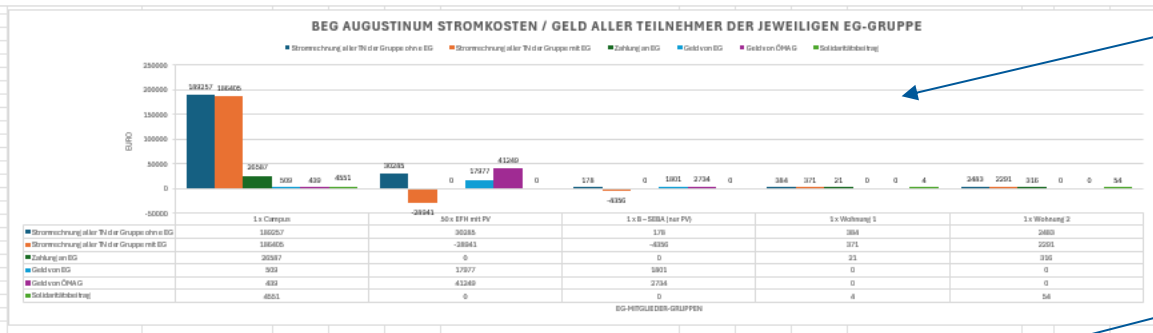 BEG AUGUSTINUM STROMKOSTEN / GELD ALLER TEILNEHMER DER JEWEILIGEN EG-GRUPPE
Stromrechnung aller TN der Gruppe ohne EG Stromrechnung aller TN der Gruppe mit EG Zahlung an EG Geld von EG Geld von ÖMAG Solidaritätsbeitrag
250000
200000
150000
100000
50000
0
-50000
EURO
189257 186405 26587 509 439 4551
30285 -28941 0 17977 41249 0
178 -4356 0 1801 2734 0
384 371 21 0 0 4
2483 2201 316 0 0 54
1 x Campus 50 x EFH mit PV 1 x B - SEBA (nur PV) 1 x Wohnung 1 1 x Wohnung 2
Stromrechnung aller TN der Gruppe ohne EG 189257 30285 178 384 2483
Stromrechnung aller TN der Gruppe mit EG 186405 -28941 -4356 371 2201
Zahlung an EG 26587 0 0 21 316
Geld von EG 509 17977 1801 0 0
Geld von ÖMAG 439 41249 2734 0 0
Solidaritätsbeitrag 4551 0 0 4 54
EG-MITGLIEDER-GRUPPEN